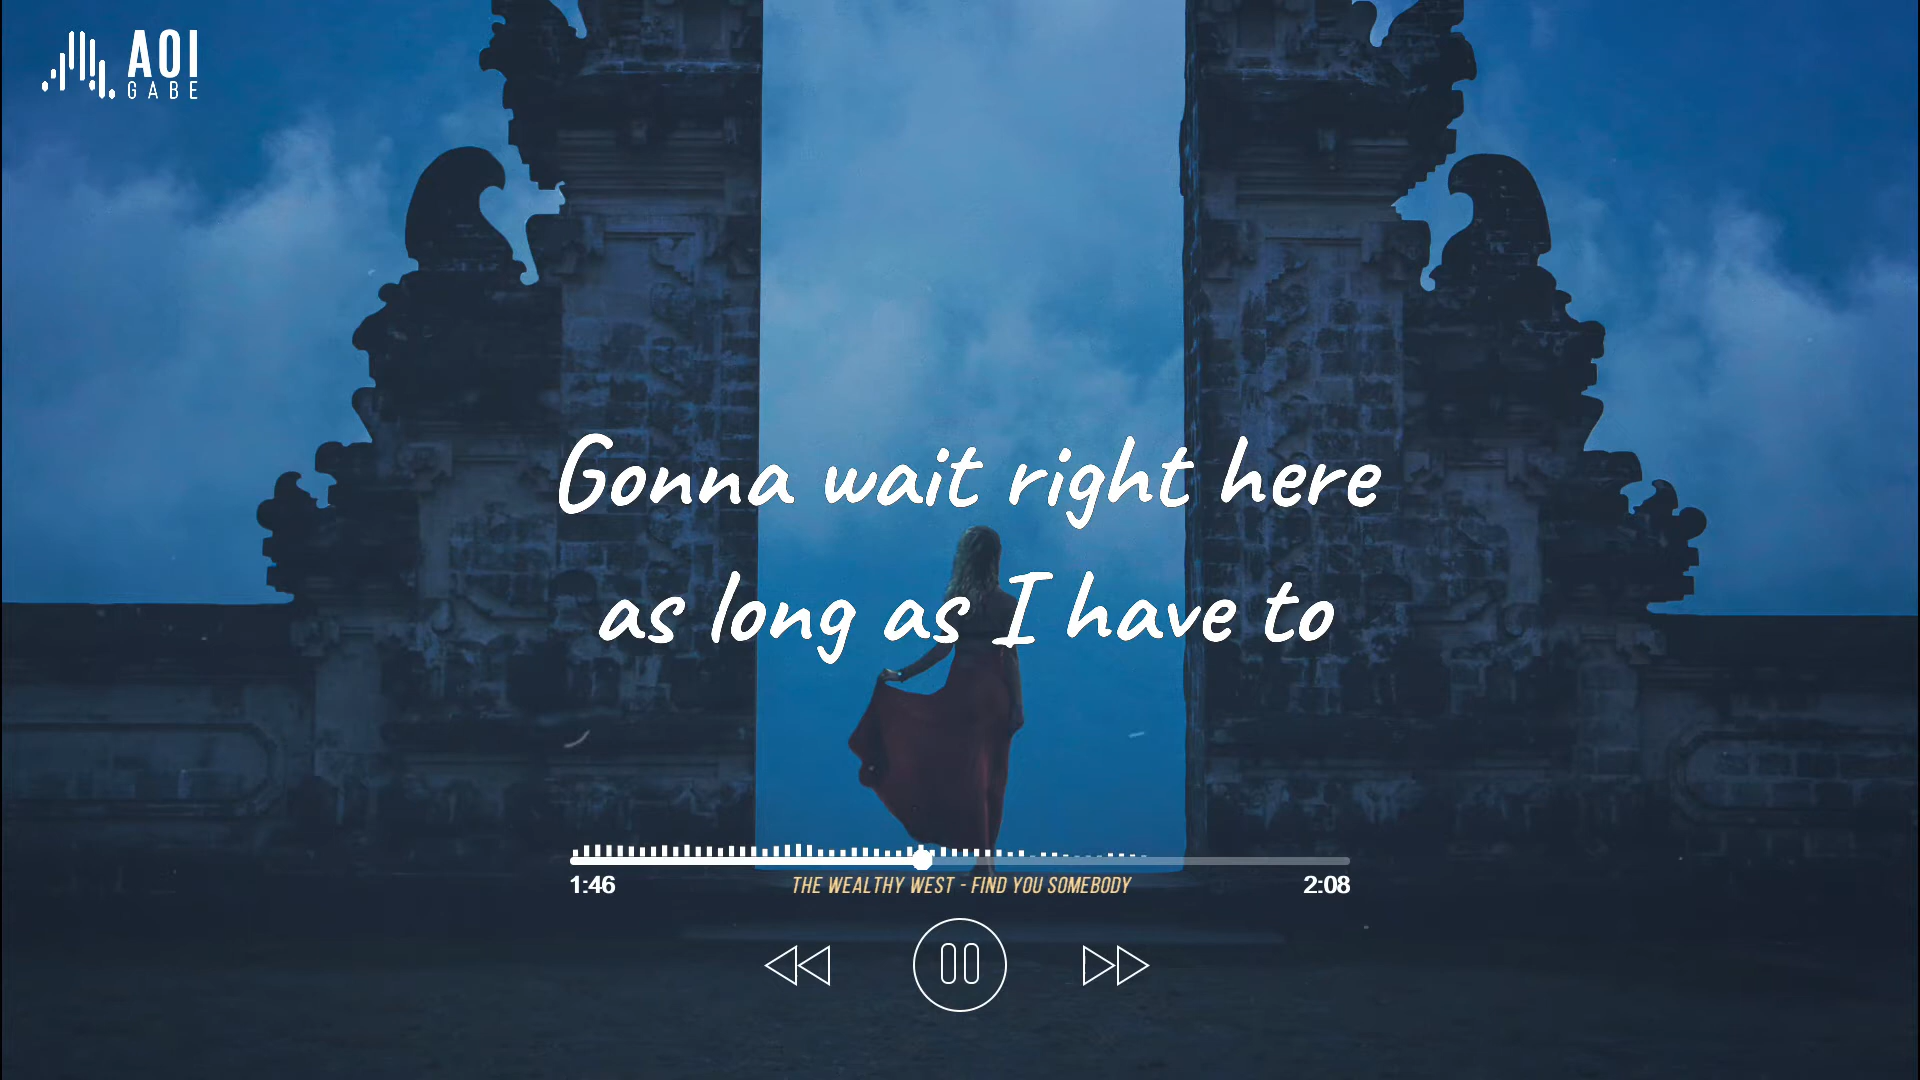 AOI
GABE
Gonna wait right here
as long as I have to
1:46
THE WEALTHY WEST - FIND YOU SOMEBODY
2:08